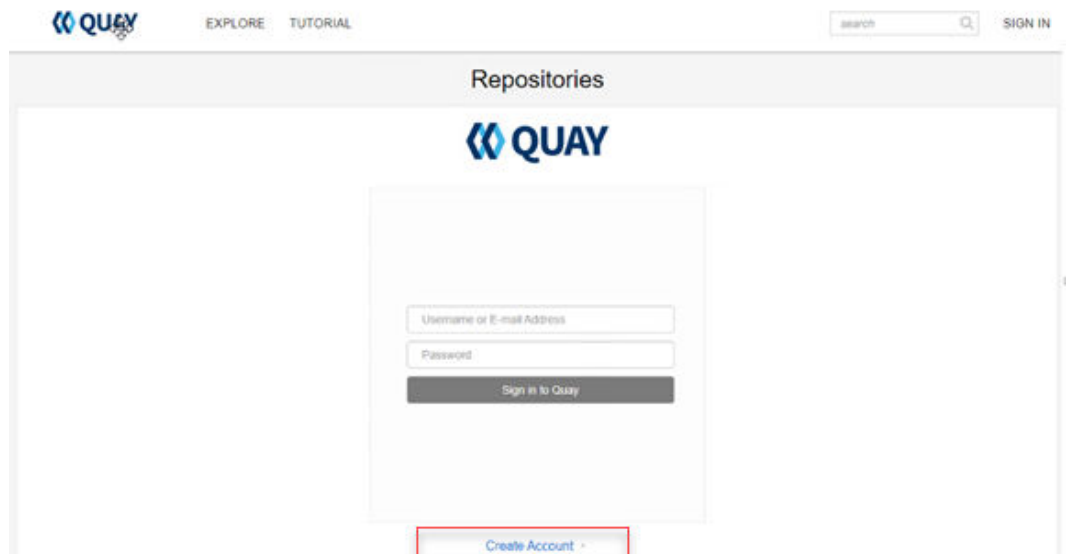 QUAY EXPLORE TUTORIAL search SIGN IN
Repositories
QUAY
Username or E-mail Address
Password
Sign in to Quay
Create Account